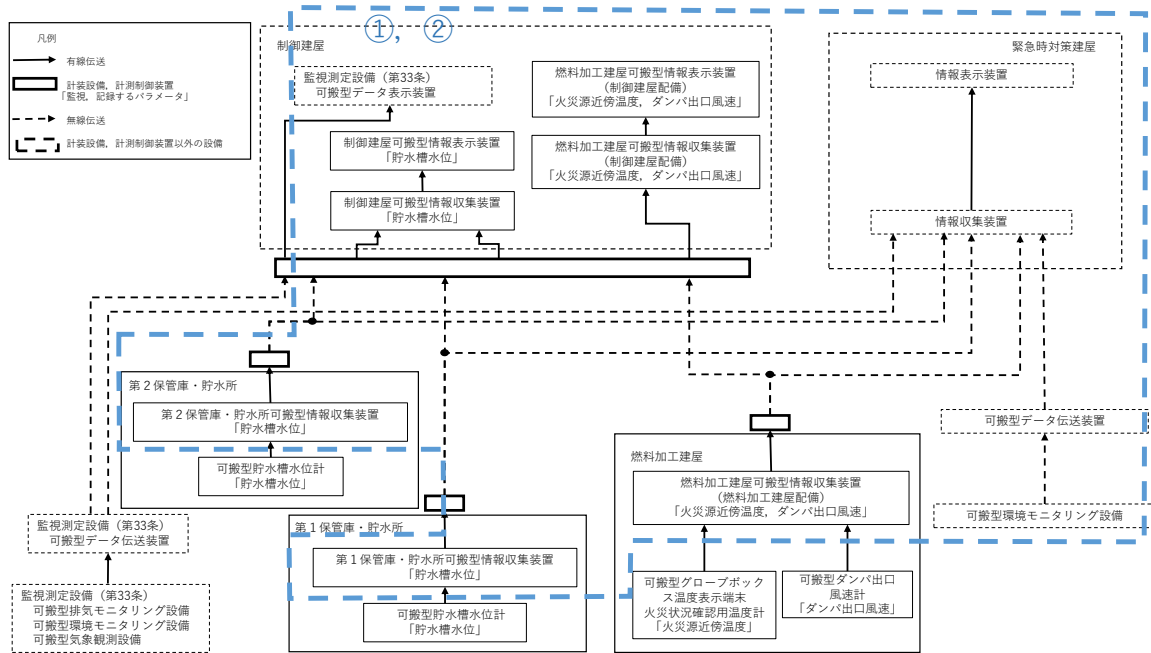 凡例
有線伝送
計装設備，計測制御装置
「監視，記録するパラメータ」
無線伝送
計装設備，計測制御装置以外の設備
①，②
制御建屋
監視測定設備（第33条）
可搬型データ表示装置
制御建屋可搬型情報表示装置
「貯水槽水位」
制御建屋可搬型情報収集装置
「貯水槽水位」
燃料加工建屋可搬型情報表示装置
(制御建屋配備)
「火災源近傍温度，ダンパ出口風速」
燃料加工建屋可搬型情報収集装置
(制御建屋配備)
「火災源近傍温度，ダンパ出口風速」
緊急時対策建屋
情報表示装置
情報収集装置
第２保管庫・貯水所
第２保管庫・貯水所可搬型情報収集装置
「貯水槽水位」
可搬型貯水槽水位計
「貯水槽水位」
監視測定設備（第33条）
可搬型データ伝送装置
監視測定設備（第33条）
可搬型排気モニタリング設備
可搬型環境モニタリング設備
可搬型気象観測設備
第１保管庫・貯水所
第１保管庫・貯水所可搬型情報収集装置
「貯水槽水位」
可搬型貯水槽水位計
「貯水槽水位」
燃料加工建屋
燃料加工建屋可搬型情報収集装置
(燃料加工建屋配備)
「火災源近傍温度，ダンパ出口風速」
可搬型グローブボック
ス温度表示端末
火災状況確認用温度計
「火災源近傍温度」
可搬型ダンパ出口
風速計
「ダンパ出口風速」
可搬型データ伝送装置
可搬型環境モニタリング設備